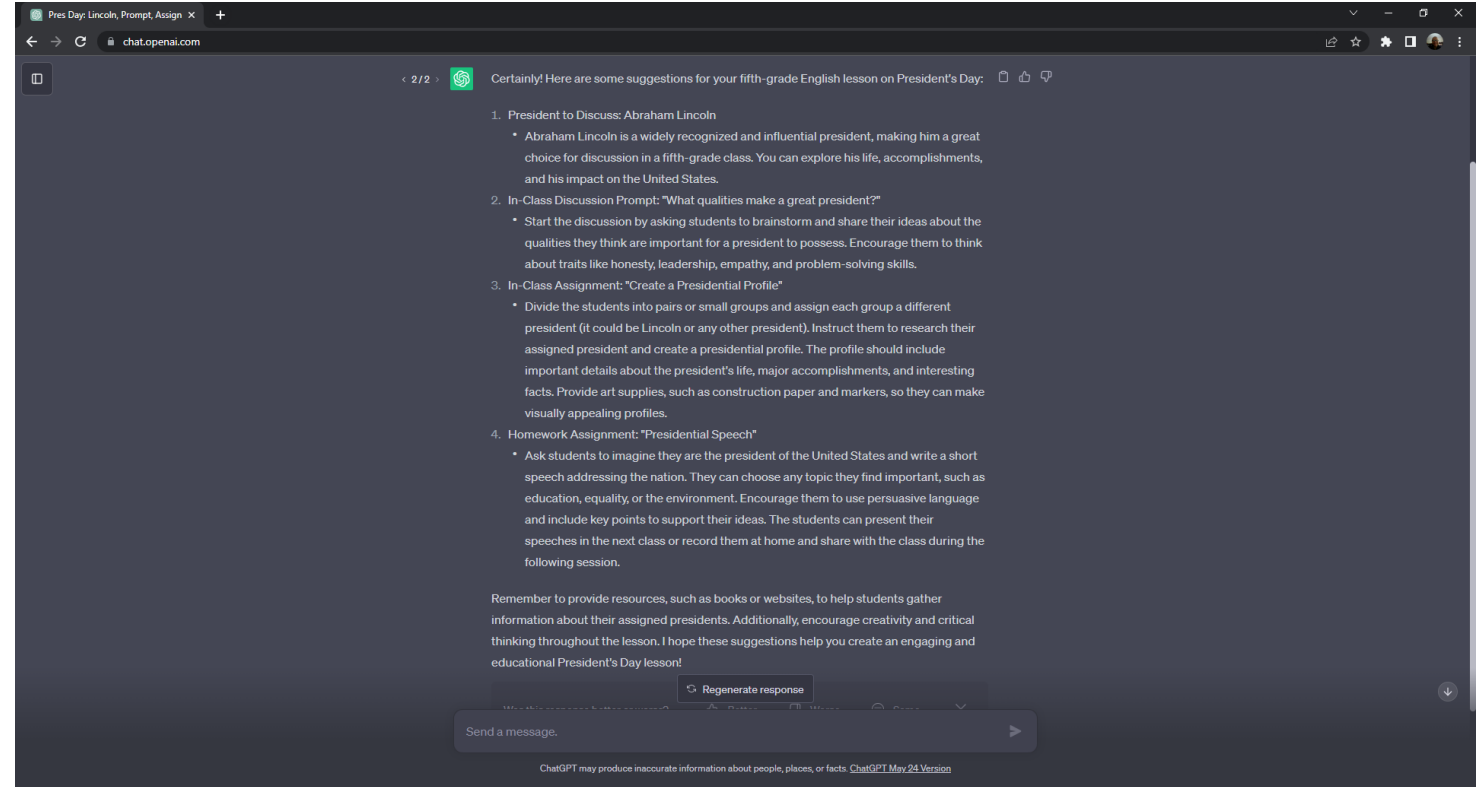 Pres Day: Lincoln, Prompt, Assign
chat.openai.com
2/2
Certainly! Here are some suggestions for your fifth-grade English lesson on President's Day:
1. President to Discuss: Abraham Lincoln
• Abraham Lincoln is a widely recognized and influential president, making him a great
choice for discussion in a fifth-grade class. You can explore his life, accomplishments,
and his impact on the United States.
2. In-Class Discussion Prompt: "What qualities make a great president?"
• Start the discussion by asking students to brainstorm and share their ideas about the
qualities they think are important for a president to possess. Encourage them to think
about traits like honesty, leadership, empathy, and problem-solving skills.
3. In-Class Assignment: "Create a Presidential Profile"
• Divide the students into pairs or small groups and assign each group a different
president (it could be Lincoln or any other president). Instruct them to research their
assigned president and create a presidential profile. The profile should include
important details about the president's life, major accomplishments, and interesting
facts. Provide art supplies, such as construction paper and markers, so they can make
visually appealing profiles.
4. Homework Assignment: "Presidential Speech"
• Ask students to imagine they are the president of the United States and write a short
speech addressing the nation. They can choose any topic they find important, such as
education, equality, or the environment. Encourage them to use persuasive language
and include key points to support their ideas. The students can present their
speeches in the next class or record them at home and share with the class during the
following session.
Remember to provide resources, such as books or websites, to help students gather
information about their assigned presidents. Additionally, encourage creativity and critical
thinking throughout the lesson. I hope these suggestions help you create an engaging and
educational President's Day lesson!
Regenerate response
Send a message.
ChatGPT may produce inaccurate information about people, places, or facts. ChatGPT May 24 Version